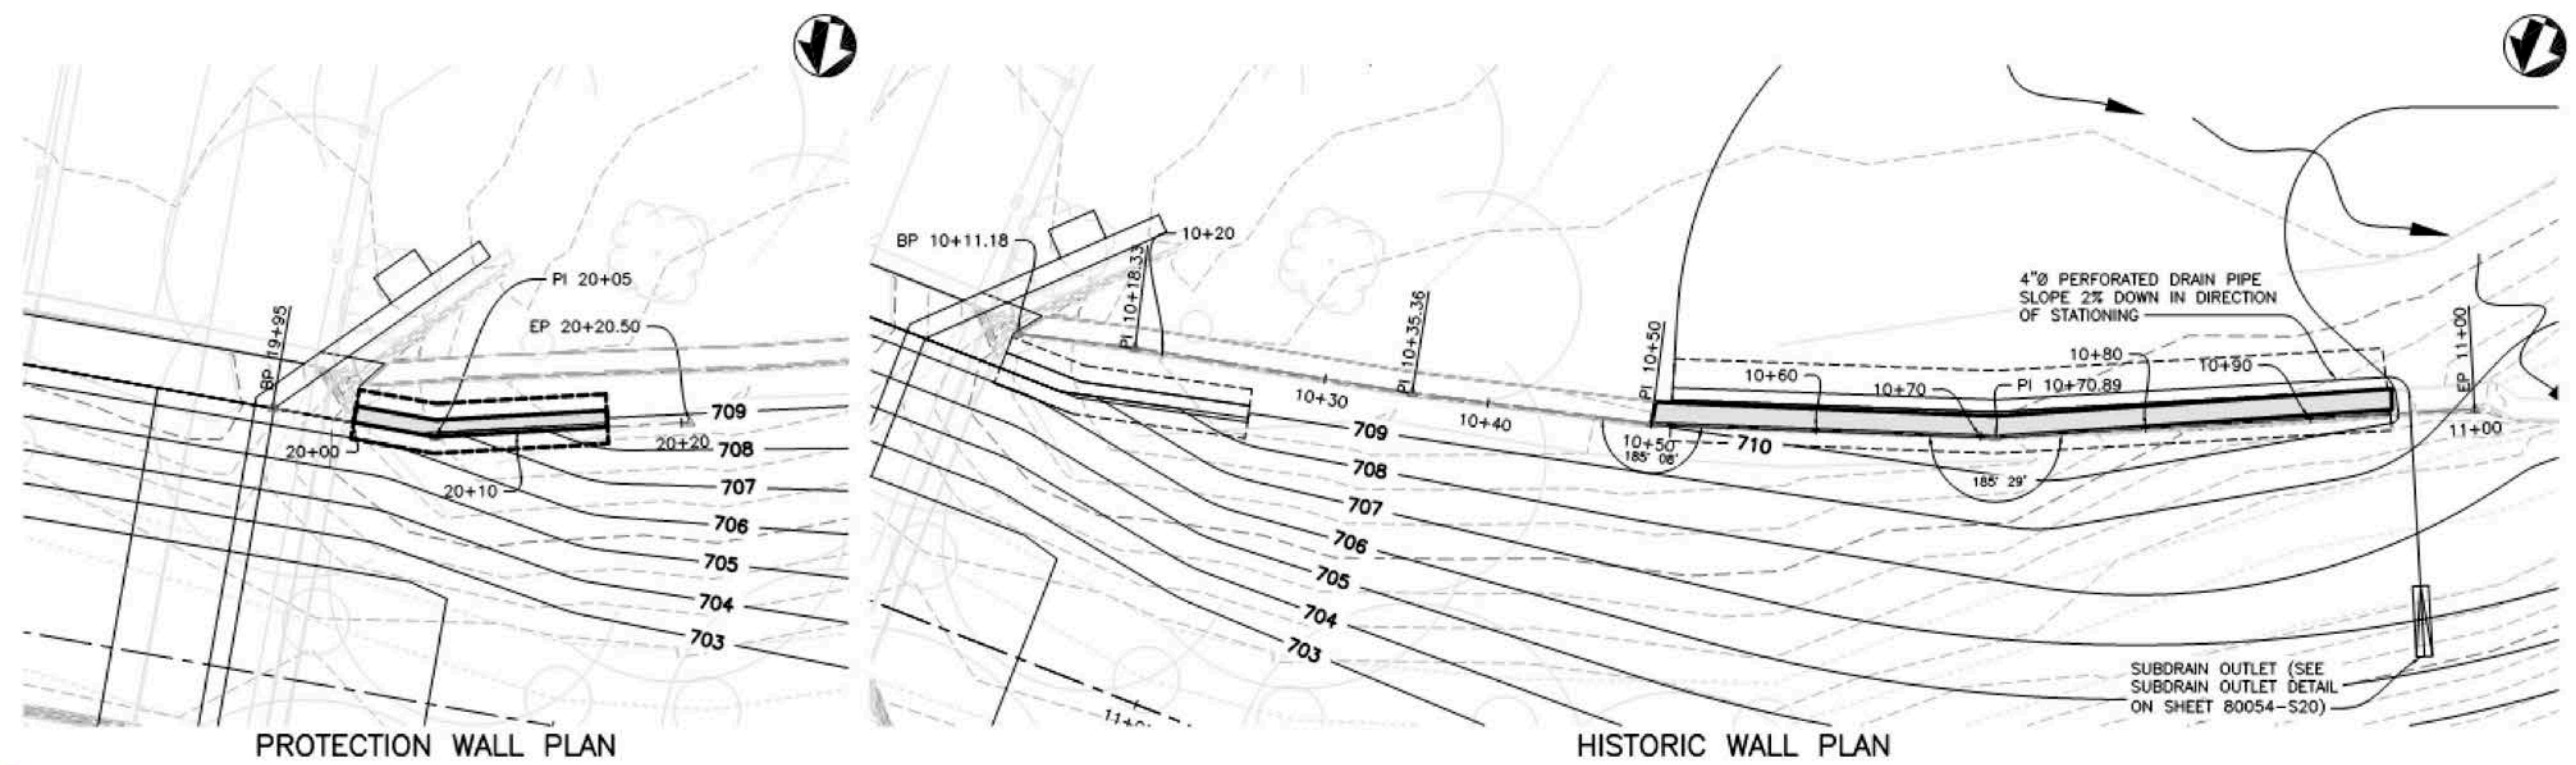 BP 19+95
PI 20+05
EP 20+20.50
20+00
20+10
20+20
709
708
707
706
705
704
703
PROTECTION WALL PLAN
BP 10+11.18
PI 10+18.33
10+20
PI 10+35.36
10+30
10+40
PI 10+50
10+50
185° 08'
10+60
10+70
PI 10+70.89
185° 29'
10+80
10+90
4"Ø PERFORATED DRAIN PIPE
SLOPE 2% DOWN IN DIRECTION
OF STATIONING
EP 11+00
11+00
710
709
708
707
706
705
704
703
SUBDRAIN OUTLET (SEE
SUBDRAIN OUTLET DETAIL
ON SHEET 80054-S20)
HISTORIC WALL PLAN